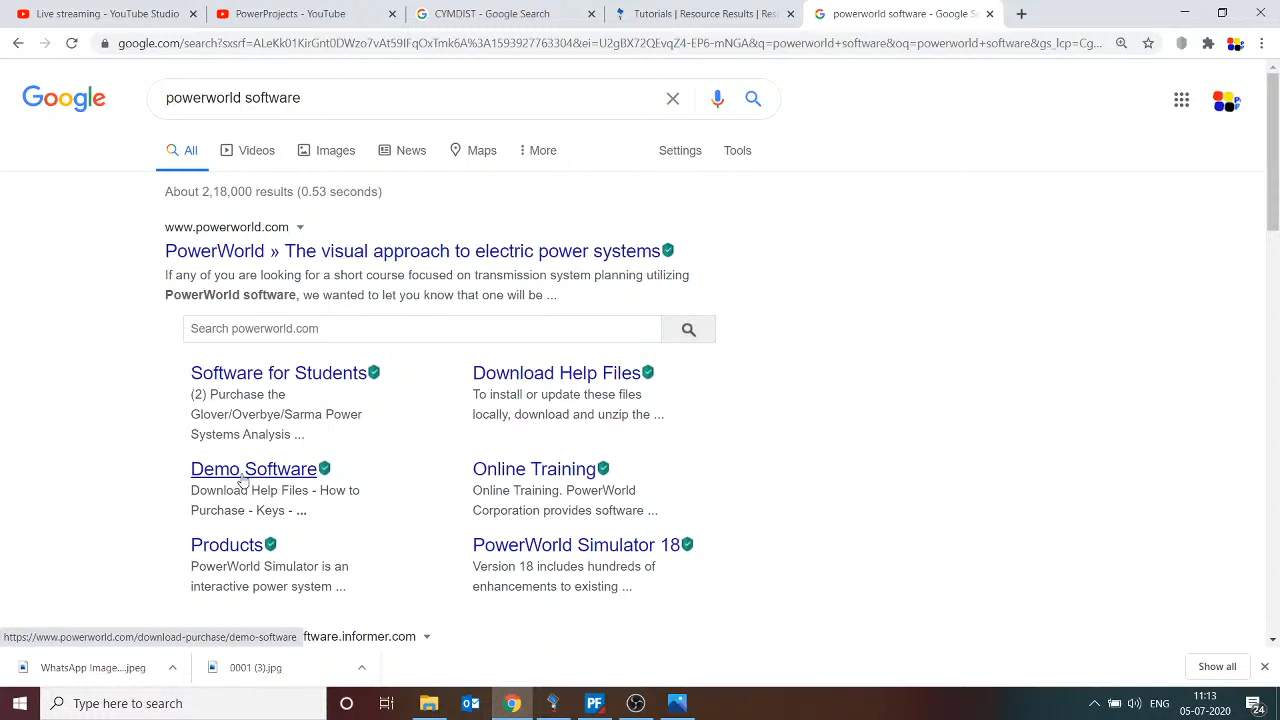 Live streaming - YouTube Studio
PowerProjects - YouTube
CYMDIST - Google Search
Tutorials | Resource Results | Res
powerworld software - Google Se
google.com/search?sxsrf=ALeKk01KirGnt0DWzo7vAt59IFqOxTmk6A%3A1593927763304&ei=U2gBX72QEvqZ4-EP6-mNGA&q=powerworld+software&oq=powerworld+software&gs_lcp=Cg...
Google
powerworld software
All
Videos
Images
News
Maps
More
Settings
Tools
About 2,18,000 results (0.53 seconds)
www.powerworld.com
PowerWorld » The visual approach to electric power systems
If any of you are looking for a short course focused on transmission system planning utilizing
PowerWorld software, we wanted to let you know that one will be ...
Search powerworld.com
Software for Students
(2) Purchase the
Glover/Overbye/Sarma Power
Systems Analysis ...
Download Help Files
To install or update these files
locally, download and unzip the ...
Demo Software
Download Help Files - How to
Purchase - Keys - ...
Online Training
Online Training. PowerWorld
Corporation provides software ...
Products
PowerWorld Simulator is an
interactive power system ...
PowerWorld Simulator 18
Version 18 includes hundreds of
enhancements to existing ...
https://www.powerworld.com/download-purchase/demo-software
ftware.informer.com
WhatsApp Image....jpeg
0001 (3).jpg
Show all
Type here to search
PF
ENG
11:13
05-07-2020
24